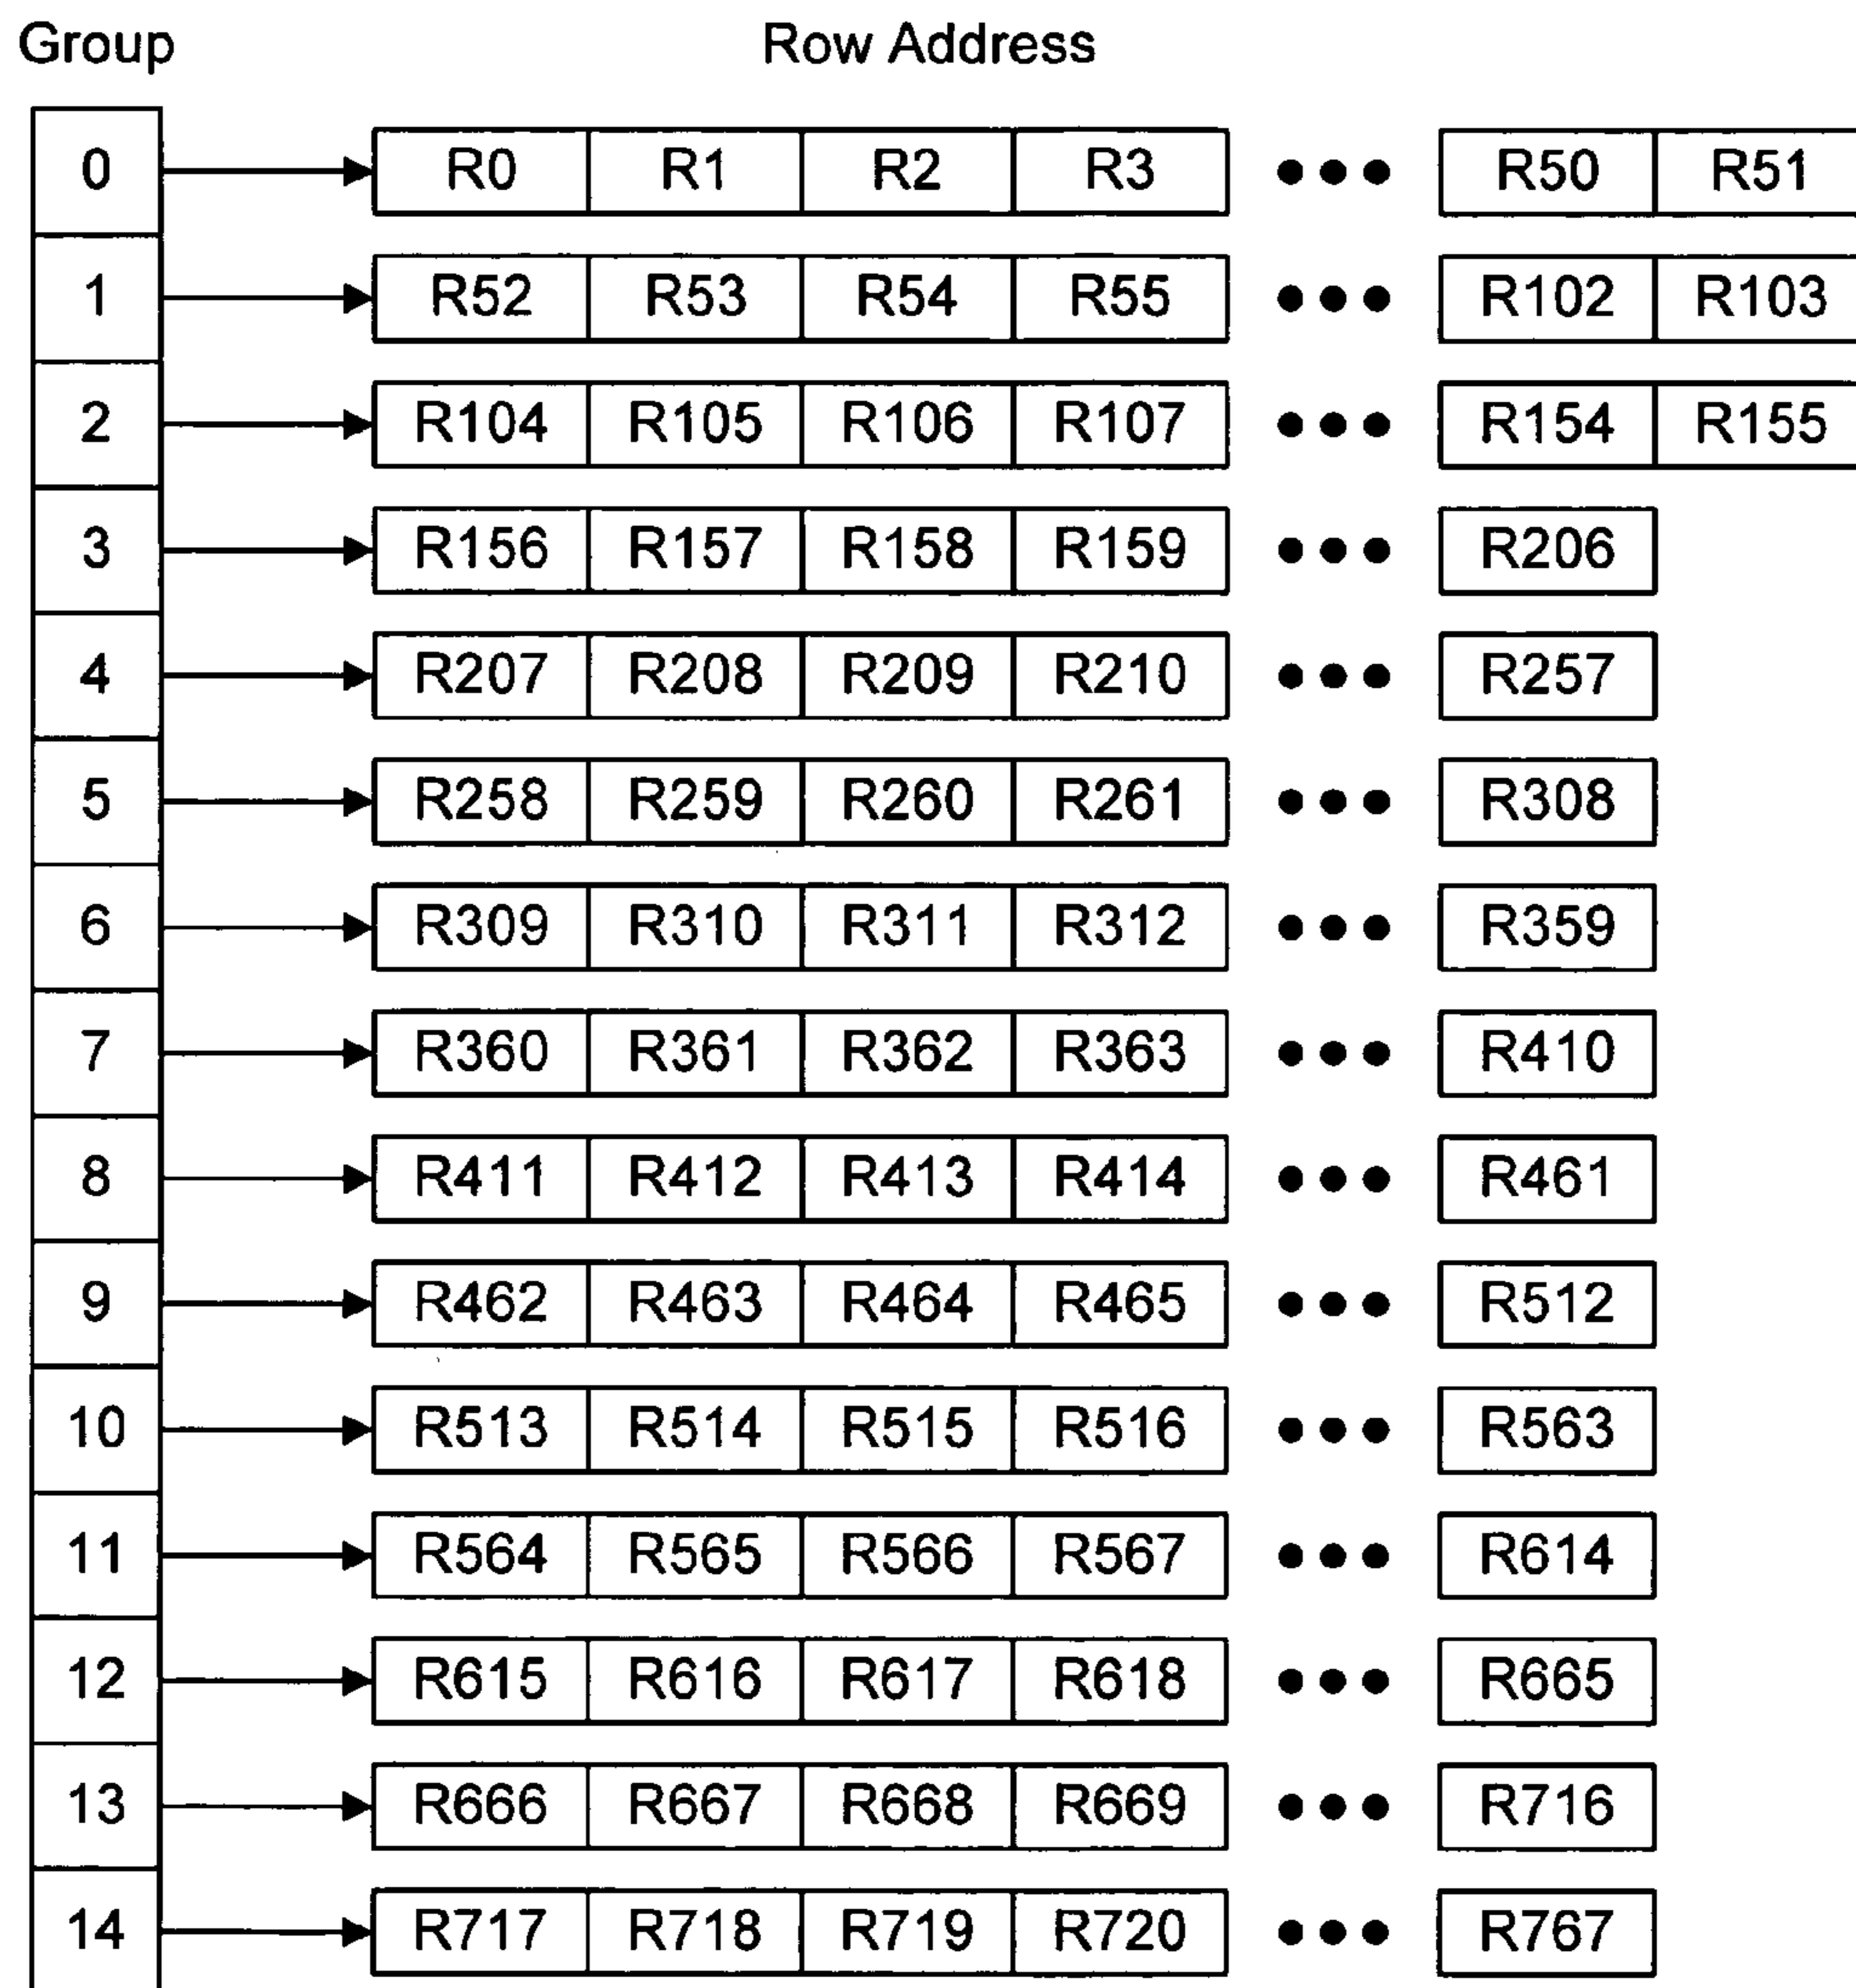 Group Row Address
0 R0 R1 R2 R3 ●●● R50 R51
1 R52 R53 R54 R55 ●●● R102 R103
2 R104 R105 R106 R107 ●●● R154 R155
3 R156 R157 R158 R159 ●●● R206
4 R207 R208 R209 R210 ●●● R257
5 R258 R259 R260 R261 ●●● R308
6 R309 R310 R311 R312 ●●● R359
7 R360 R361 R362 R363 ●●● R410
8 R411 R412 R413 R414 ●●● R461
9 R462 R463 R464 R465 ●●● R512
10 R513 R514 R515 R516 ●●● R563
11 R564 R565 R566 R567 ●●● R614
12 R615 R616 R617 R618 ●●● R665
13 R666 R667 R668 R669 ●●● R716
14 R717 R718 R719 R720 ●●● R767